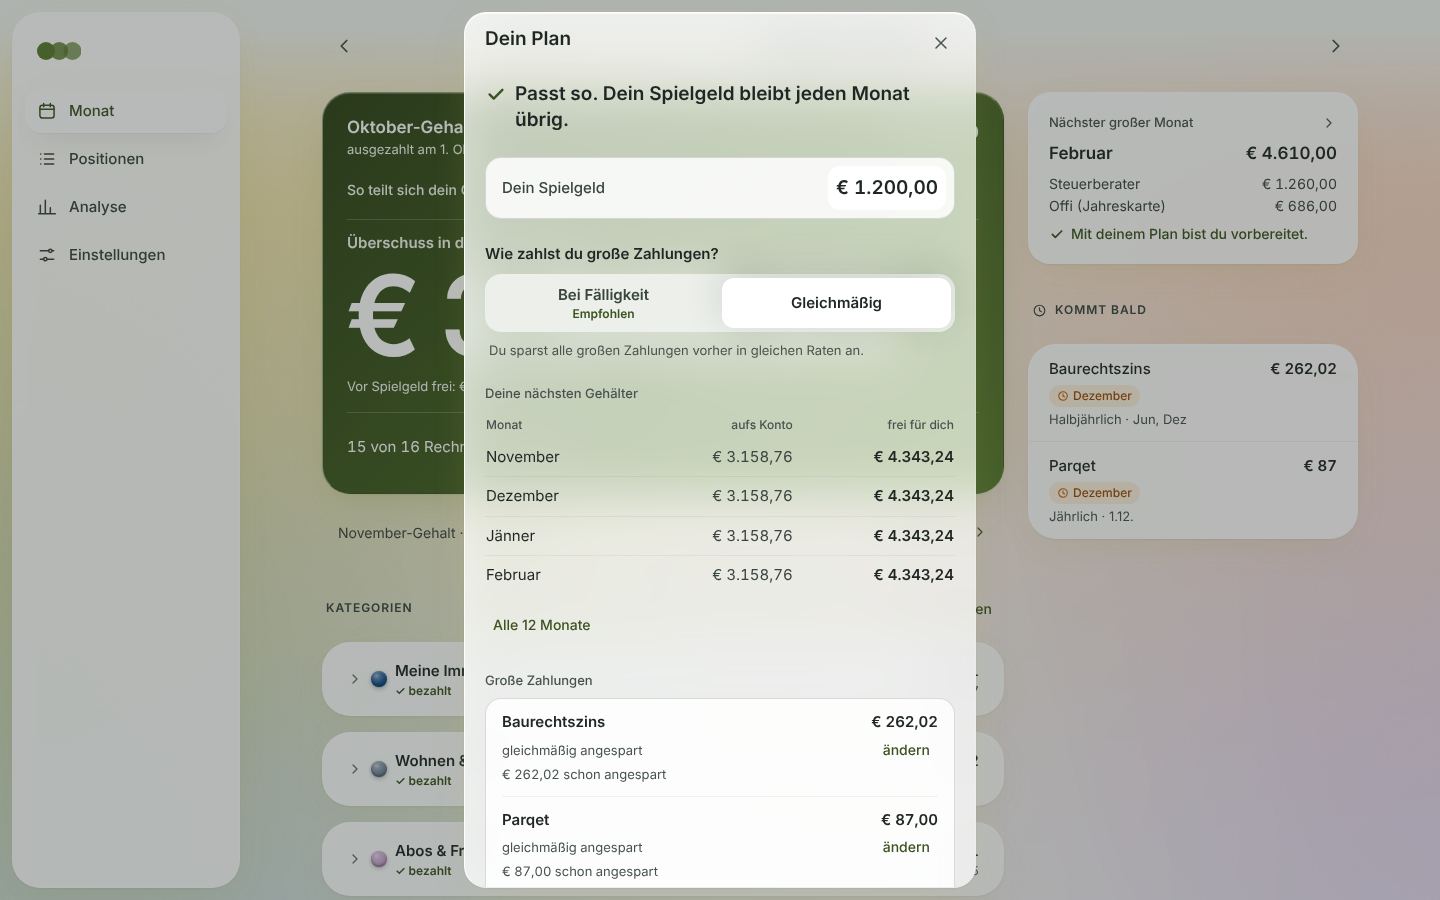 Monat
Positionen
Analyse
Einstellungen
Oktober-Geha
ausgezahlt am 1.
So teilt sich dein
Überschuss in d
€
Vor Spielgeld frei: €
15 von 16 Rechn
November-Gehalt ·
KATEGORIEN
en
Meine Im
bezahlt
Wohnen &
bezahlt
Abos & Fr
bezahlt
Dein Plan
Passt so. Dein Spielgeld bleibt jeden Monat
übrig.
Dein Spielgeld € 1.200,00
Wie zahlst du große Zahlungen?
Bei Fälligkeit
Empfohlen
Gleichmäßig
Du sparst alle großen Zahlungen vorher in gleichen Raten an.
Deine nächsten Gehälter
Monat aufs Konto frei für dich
November € 3.158,76 € 4.343,24
Dezember € 3.158,76 € 4.343,24
Jänner € 3.158,76 € 4.343,24
Februar € 3.158,76 € 4.343,24
Alle 12 Monate
Große Zahlungen
Baurechtszins € 262,02
gleichmäßig angespart ändern
€ 262,02 schon angespart
Parqet € 87,00
gleichmäßig angespart ändern
€ 87,00 schon angespart
Nächster großer Monat
Februar € 4.610,00
Steuerberater € 1.260,00
Offi (Jahreskarte) € 686,00
Mit deinem Plan bist du vorbereitet.
KOMMT BALD
Baurechtszins € 262,02
Dezember
Halbjährlich · Jun, Dez
Parqet € 87
Dezember
Jährlich · 1.12.